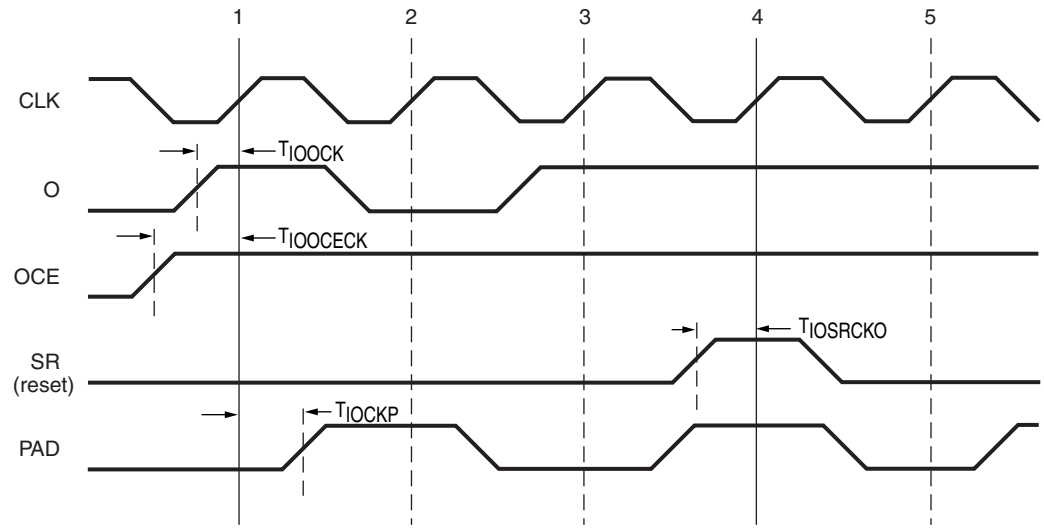 1 2 3 4 5
CLK
TIOOCK
O
TIOOCECK
OCE
TIOSRCKO
SR
(reset)
TIOCKP
PAD